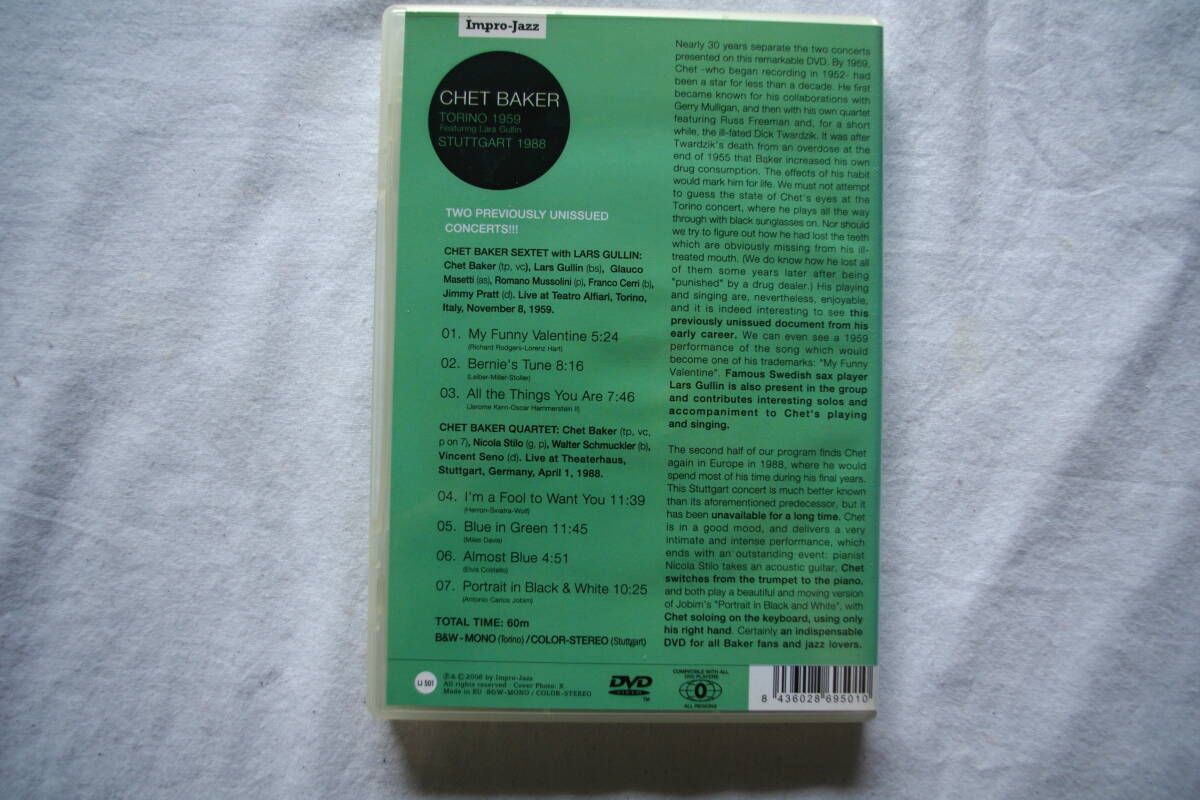 Impro-Jazz
CHET BAKER
TORINO 1959
Featuring Lars Gullin
STUTTGART 1988
TWO PREVIOUSLY UNISSUED
CONCERTS!!!
CHET BAKER SEXTET with LARS GULLIN:
Chet Baker (tp, vc), Lars Gullin (bs), Glauco
Masetti (as), Romano Mussolini (p), Franco Cerri (b),
Jimmy Pratt (d). Live at Teatro Alfiari, Torino,
Italy, November 8, 1959.
01. My Funny Valentine 5:24
(Richard Rodgers-Lorenz Hart)
02. Bernie's Tune 8:16
(Leiber-Miller-Stoller)
03. All the Things You Are 7:46
(Jerome Kern-Oscar Hammerstein II)
CHET BAKER QUARTET: Chet Baker (tp, vc,
p on 7), Nicola Stilo (g, p), Walter Schmuckler (b),
Vincent Seno (d). Live at Theaterhaus,
Stuttgart, Germany, April 1, 1988.
04. I'm a Fool to Want You 11:39
(Herron-Sinatra-Wolf)
05. Blue in Green 11:45
(Miles Davis)
06. Almost Blue 4:51
(Elvis Costello)
07. Portrait in Black & White 10:25
(Antonio Carlos Jobim)
TOTAL TIME: 60m
B&W-MONO (Torino) / COLOR-STEREO (Stuttgart)
Nearly 30 years separate the two concerts
presented on this remarkable DVD. By 1959,
Chet -who began recording in 1952- had
been a star for less than a decade. He first
became known for his collaborations with
Gerry Mulligan, and then with his own quartet
featuring Russ Freeman and, for a short
while, the ill-fated Dick Twardzik. It was after
Twardzik's death from an overdose at the
end of 1955 that Baker increased his own
drug consumption. The effects of his habit
would mark him for life. We must not attempt
to guess the state of Chet's eyes at the
Torino concert, where he plays all the way
through with black sunglasses on. Nor should
we try to figure out how he had lost the teeth
which are obviously missing from his ill-
treated mouth. (We do know how he lost all
of them some years later after being
"punished" by a drug dealer.) His playing
and singing are, nevertheless, enjoyable,
and it is indeed interesting to see this
previously unissued document from his
early career. We can even see a 1959
performance of the song which would
become one of his trademarks: "My Funny
Valentine". Famous Swedish sax player
Lars Gullin is also present in the group
and contributes interesting solos and
accompaniment to Chet's playing
and singing.
The second half of our program finds Chet
again in Europe in 1988, where he would
spend most of his time during his final years.
This Stuttgart concert is much better known
than its aforementioned predecessor, but it
has been unavailable for a long time. Chet
is in a good mood, and delivers a very
intimate and intense performance, which
ends with an outstanding event: pianist
Nicola Stilo takes an acoustic guitar, Chet
switches from the trumpet to the piano,
and both play a beautiful and moving version
of Jobim's "Portrait in Black and White", with
Chet soloing on the keyboard, using only
his right hand. Certainly an indispensable
DVD for all Baker fans and jazz lovers.
IJ 501
℗ & © 2006 by Impro-Jazz
All rights reserved · Cover Photo: X
Made in EU · B&W-MONO / COLOR-STEREO
DVD
VIDEO
TM
COMPATIBLE WITH ALL
DVD PLAYERS
0
ALL REGIONS
8 436028 695010